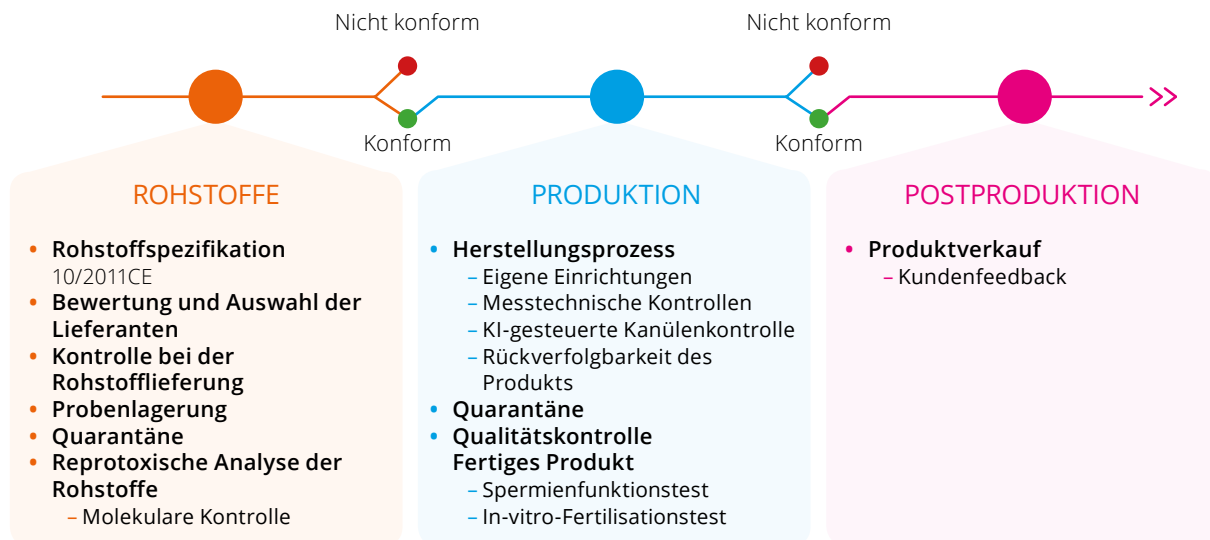 Nicht konform
Nicht konform
Konform
Konform
ROHSTOFFE
• Rohstoffspezifikation
10/2011CE
• Bewertung und Auswahl der
Lieferanten
• Kontrolle bei der
Rohstofflieferung
• Probenlagerung
• Quarantäne
• Reprotoxische Analyse der
Rohstoffe
– Molekulare Kontrolle
PRODUKTION
• Herstellungsprozess
– Eigene Einrichtungen
– Messtechnische Kontrollen
– KI-gesteuerte Kanülenkontrolle
– Rückverfolgbarkeit des
Produkts
• Quarantäne
• Qualitätskontrolle
Fertiges Produkt
– Spermienfunktionstest
– In-vitro-Fertilisationstest
POSTPRODUKTION
• Produktverkauf
– Kundenfeedback